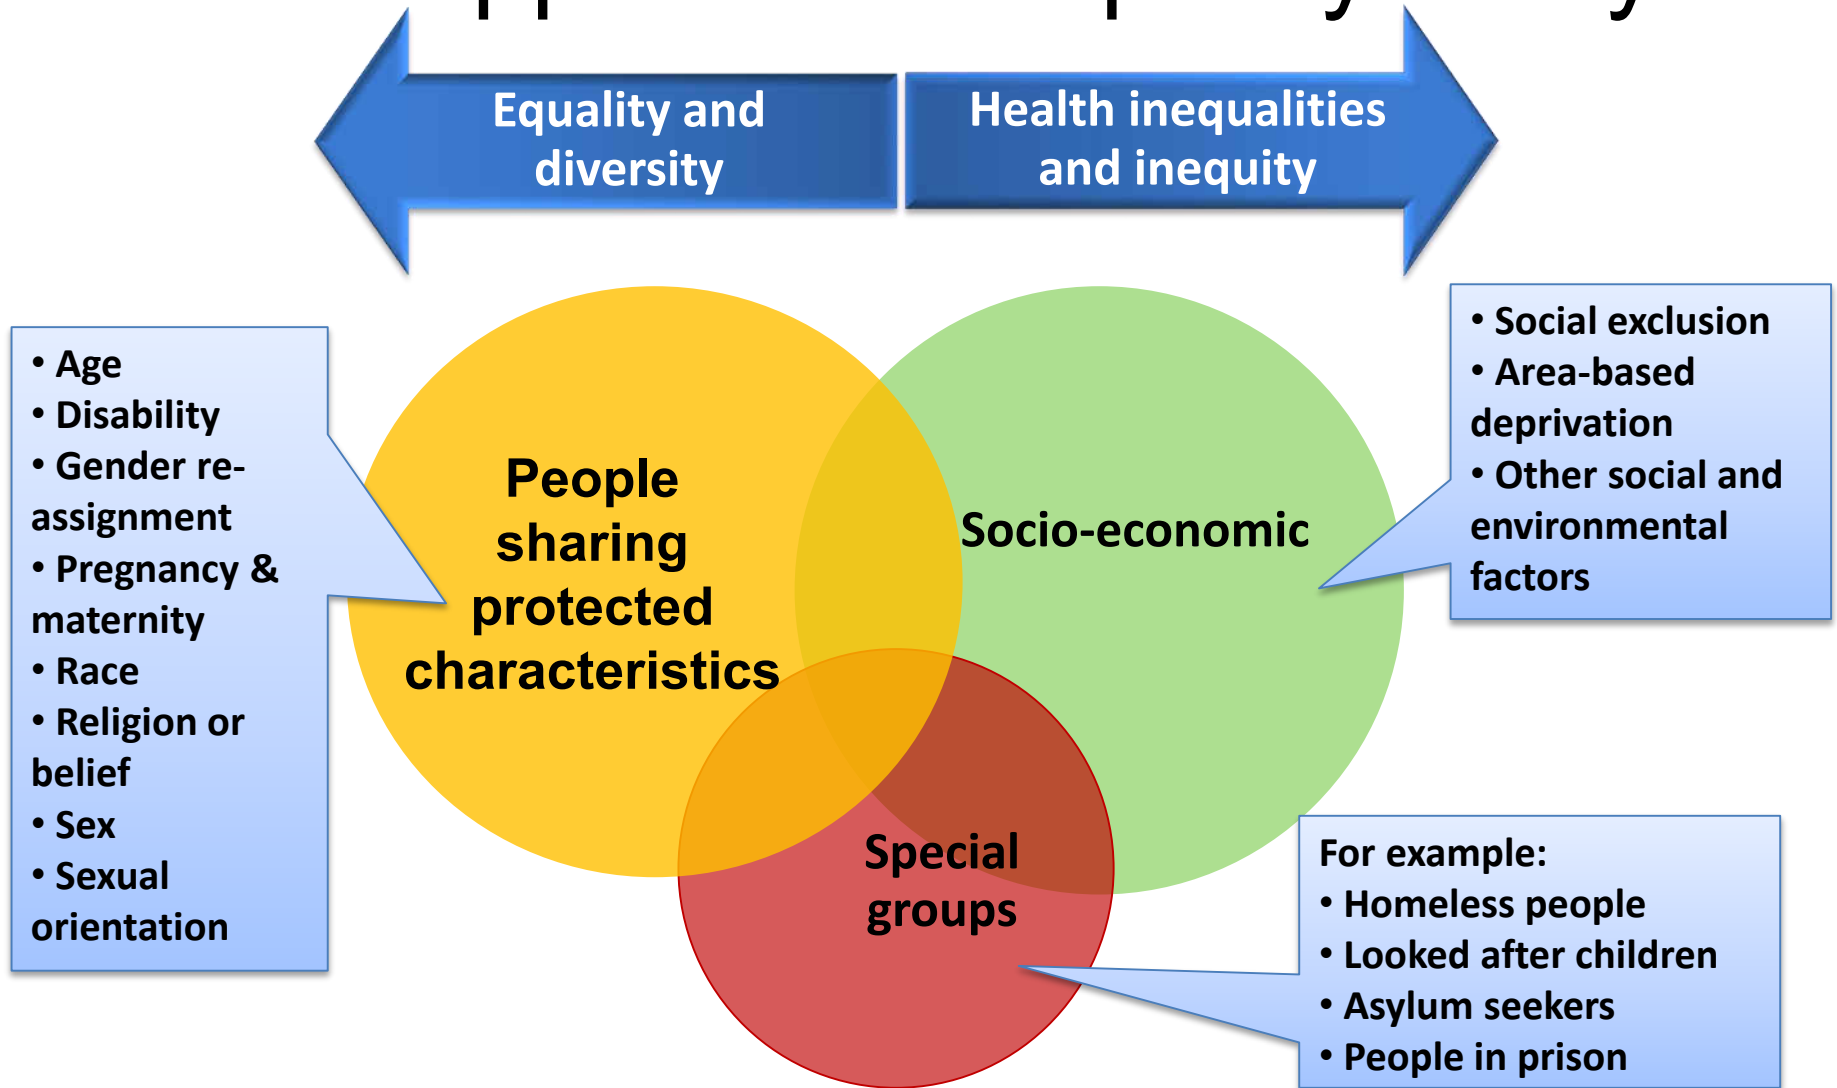 Equality and
diversity
Health inequalities
and inequity
• Age
• Disability
• Gender re-
assignment
• Pregnancy &
maternity
• Race
• Religion or
belief
• Sex
• Sexual
orientation
People
sharing
protected
characteristics
Socio-economic
• Social exclusion
• Area-based
deprivation
• Other social and
environmental
factors
Special
groups
For example:
• Homeless people
• Looked after children
• Asylum seekers
• People in prison